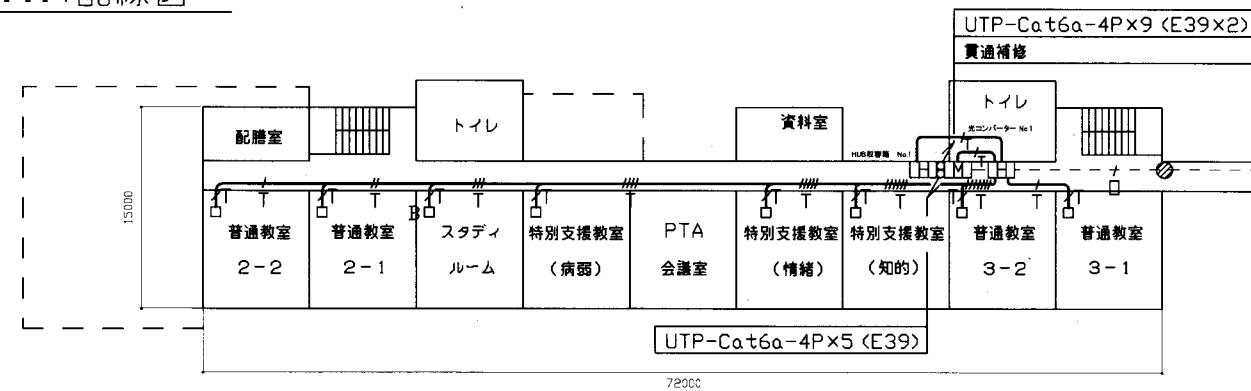 配線図
UTP-Cat6a-4P×9 (E39×2)
貫通補修
配膳室
トイレ
資料室
トイレ
光コンバーター No1
HUB収容箱 No.1
H
H
M
H
15000
B
普通教室
2-2
普通教室
2-1
スタディ
ルーム
特別支援教室
(病弱)
PTA
会議室
特別支援教室
(情緒)
特別支援教室
(知的)
普通教室
3-2
普通教室
3-1
UTP-Cat6a-4P×5 (E39)
72000